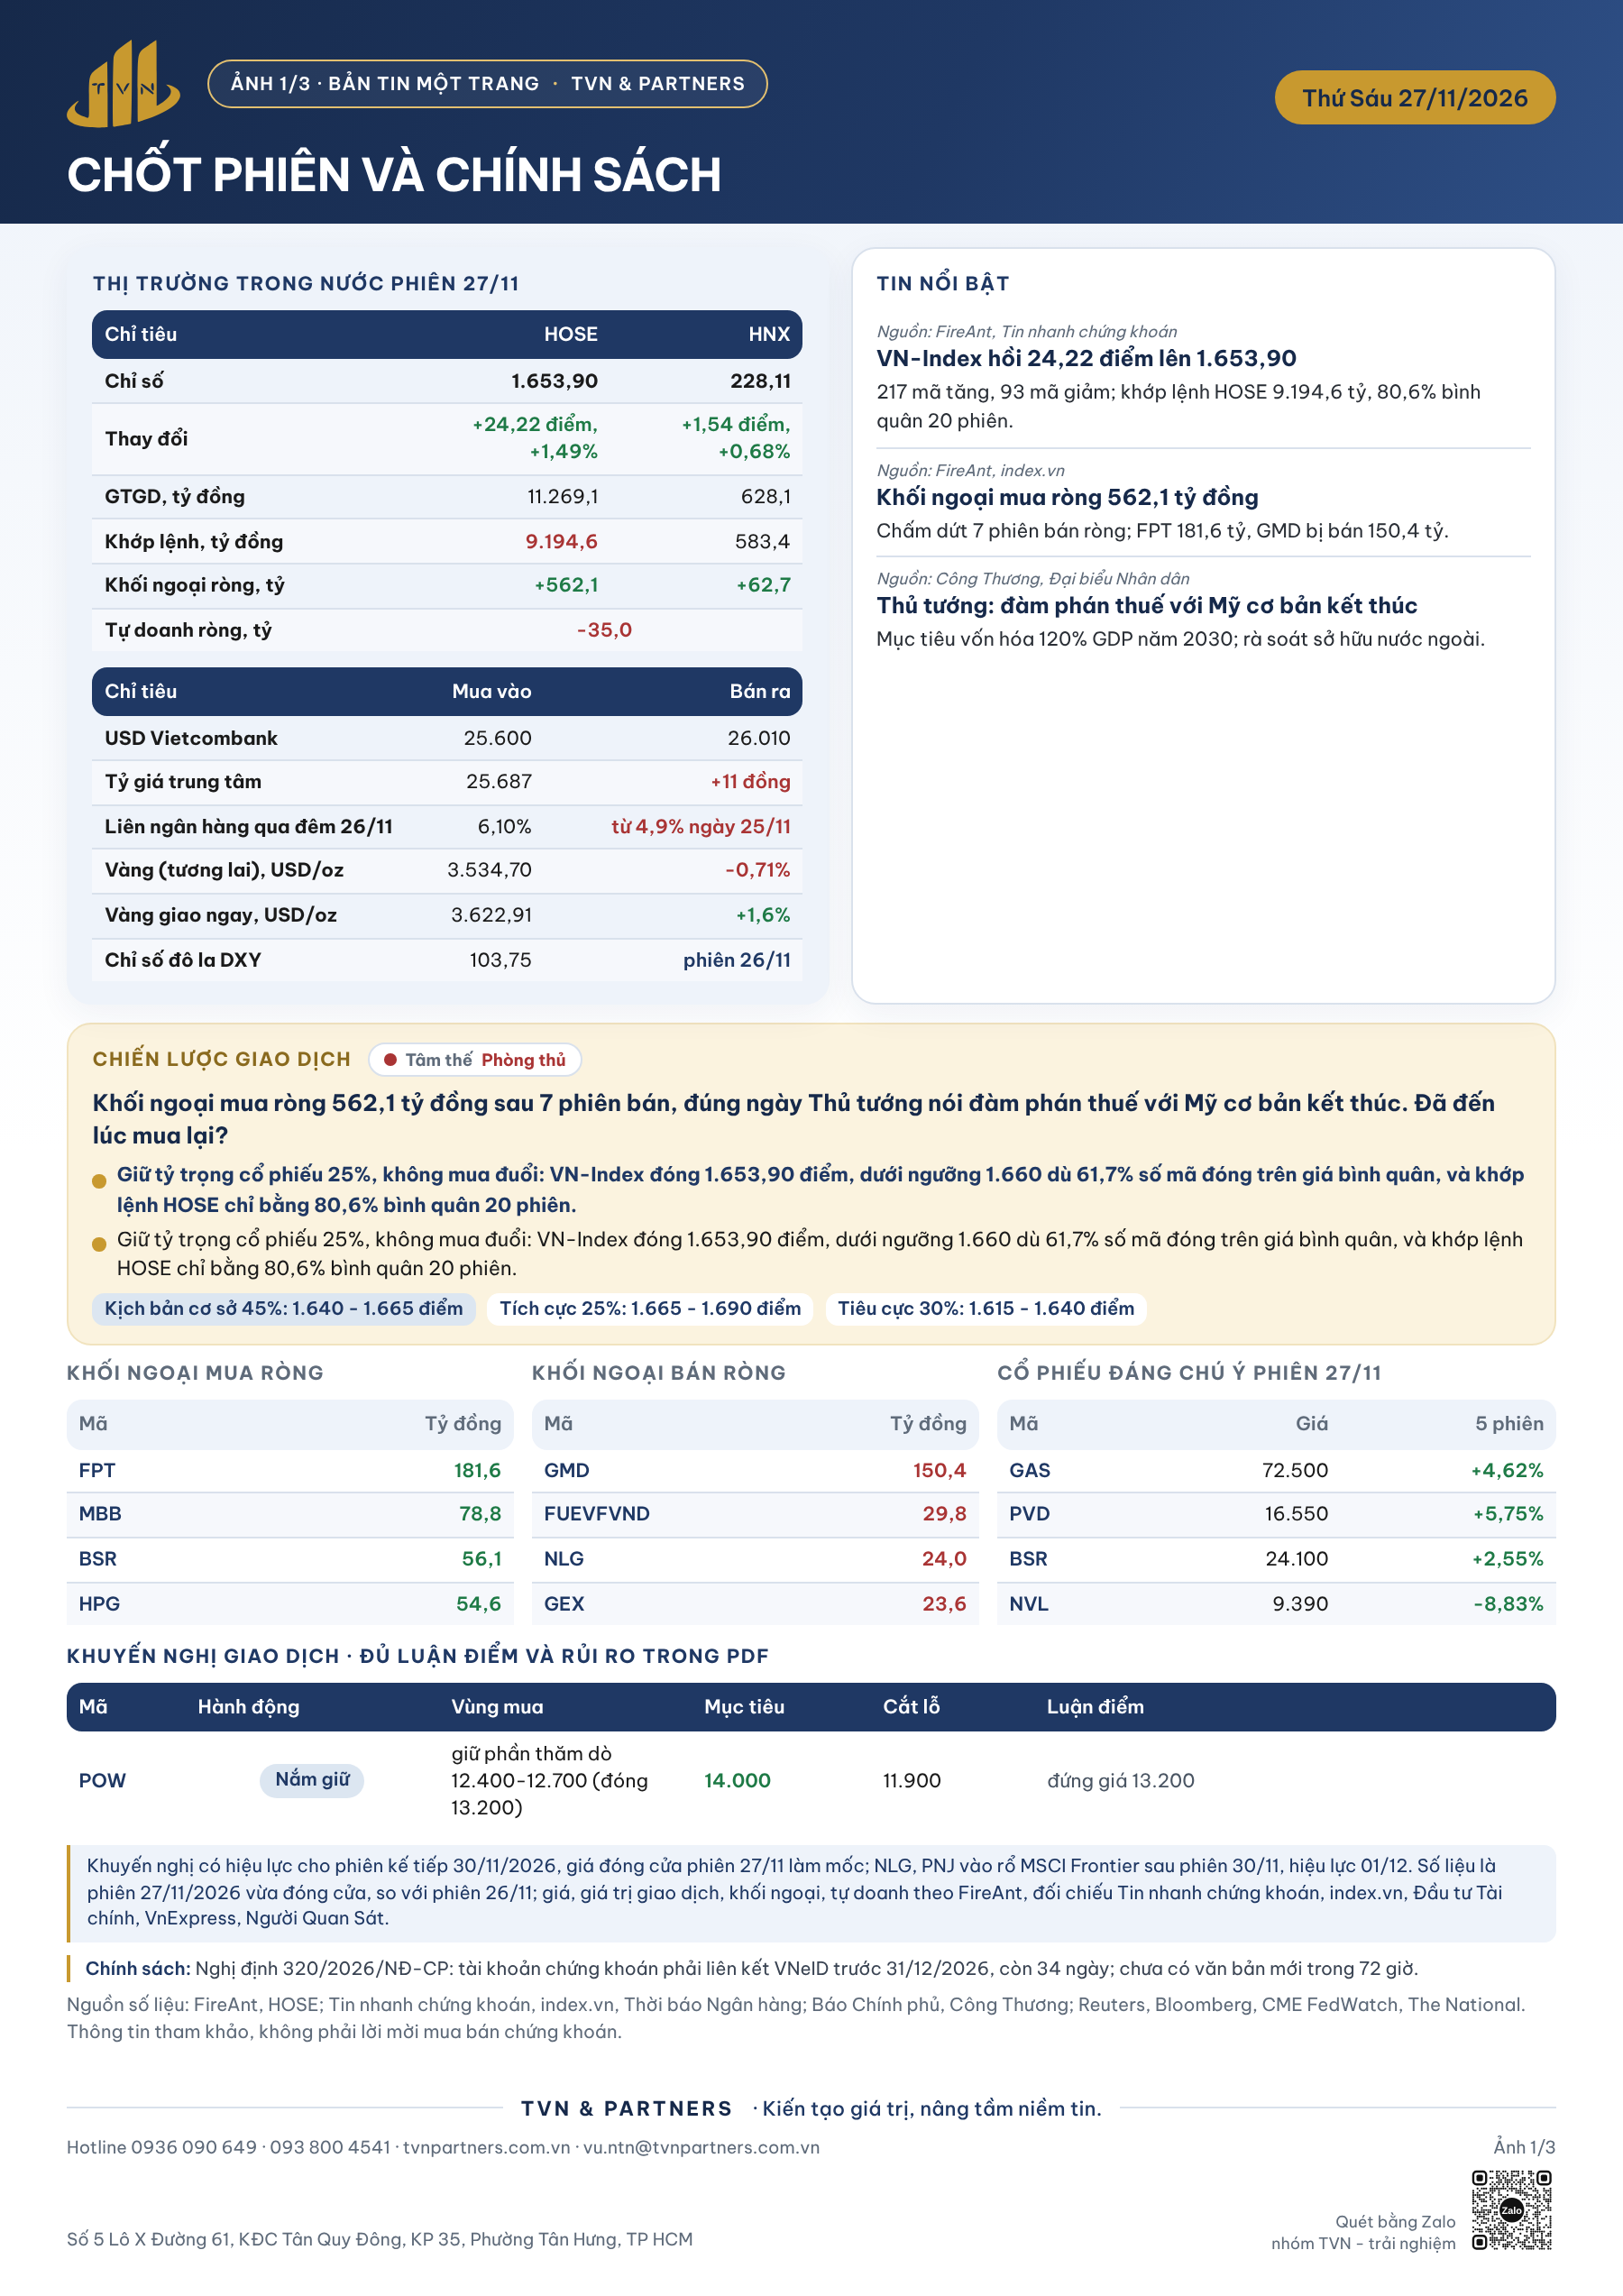 TVN
ẢNH 1/3 · BẢN TIN MỘT TRANG · TVN & PARTNERS
Thứ Sáu 27/11/2026
CHỐT PHIÊN VÀ CHÍNH SÁCH
THỊ TRƯỜNG TRONG NƯỚC PHIÊN 27/11
Chỉ tiêu HOSE HNX
Chỉ số 1.653,90 228,11
Thay đổi +24,22 điểm, +1,49% +1,54 điểm, +0,68%
GTGD, tỷ đồng 11.269,1 628,1
Khớp lệnh, tỷ đồng 9.194,6 583,4
Khối ngoại ròng, tỷ +562,1 +62,7
Tự doanh ròng, tỷ -35,0
Chỉ tiêu Mua vào Bán ra
USD Vietcombank 25.600 26.010
Tỷ giá trung tâm 25.687 +11 đồng
Liên ngân hàng qua đêm 26/11 6,10% từ 4,9% ngày 25/11
Vàng (tương lai), USD/oz 3.534,70 -0,71%
Vàng giao ngay, USD/oz 3.622,91 +1,6%
Chỉ số đô la DXY 103,75 phiên 26/11
TIN NỔI BẬT
Nguồn: FireAnt, Tin nhanh chứng khoán
VN-Index hồi 24,22 điểm lên 1.653,90
217 mã tăng, 93 mã giảm; khớp lệnh HOSE 9.194,6 tỷ, 80,6% bình
quân 20 phiên.
Nguồn: FireAnt, index.vn
Khối ngoại mua ròng 562,1 tỷ đồng
Chấm dứt 7 phiên bán ròng; FPT 181,6 tỷ, GMD bị bán 150,4 tỷ.
Nguồn: Công Thương, Đại biểu Nhân dân
Thủ tướng: đàm phán thuế với Mỹ cơ bản kết thúc
Mục tiêu vốn hóa 120% GDP năm 2030; rà soát sở hữu nước ngoài.
CHIẾN LƯỢC GIAO DỊCH Tâm thế Phòng thủ
Khối ngoại mua ròng 562,1 tỷ đồng sau 7 phiên bán, đúng ngày Thủ tướng nói đàm phán thuế với Mỹ cơ bản kết thúc. Đã đến
lúc mua lại?
Giữ tỷ trọng cổ phiếu 25%, không mua đuổi: VN-Index đóng 1.653,90 điểm, dưới ngưỡng 1.660 dù 61,7% số mã đóng trên giá bình quân, và khớp
lệnh HOSE chỉ bằng 80,6% bình quân 20 phiên.
Giữ tỷ trọng cổ phiếu 25%, không mua đuổi: VN-Index đóng 1.653,90 điểm, dưới ngưỡng 1.660 dù 61,7% số mã đóng trên giá bình quân, và khớp lệnh
HOSE chỉ bằng 80,6% bình quân 20 phiên.
Kịch bản cơ sở 45%: 1.640 - 1.665 điểm Tích cực 25%: 1.665 - 1.690 điểm Tiêu cực 30%: 1.615 - 1.640 điểm
KHỐI NGOẠI MUA RÒNG
Mã Tỷ đồng
FPT 181,6
MBB 78,8
BSR 56,1
HPG 54,6
KHỐI NGOẠI BÁN RÒNG
Mã Tỷ đồng
GMD 150,4
FUEVFVND 29,8
NLG 24,0
GEX 23,6
CỔ PHIẾU ĐÁNG CHÚ Ý PHIÊN 27/11
Mã Giá 5 phiên
GAS 72.500 +4,62%
PVD 16.550 +5,75%
BSR 24.100 +2,55%
NVL 9.390 -8,83%
KHUYẾN NGHỊ GIAO DỊCH · ĐỦ LUẬN ĐIỂM VÀ RỦI RO TRONG PDF
Mã Hành động Vùng mua Mục tiêu Cắt lỗ Luận điểm
POW Nắm giữ giữ phần thăm dò 12.400-12.700 (đóng 13.200) 14.000 11.900 đứng giá 13.200
Khuyến nghị có hiệu lực cho phiên kế tiếp 30/11/2026, giá đóng cửa phiên 27/11 làm mốc; NLG, PNJ vào rổ MSCI Frontier sau phiên 30/11, hiệu lực 01/12. Số liệu là
phiên 27/11/2026 vừa đóng cửa, so với phiên 26/11; giá, giá trị giao dịch, khối ngoại, tự doanh theo FireAnt, đối chiếu Tin nhanh chứng khoán, index.vn, Đầu tư Tài
chính, VnExpress, Người Quan Sát.
Chính sách: Nghị định 320/2026/NĐ-CP: tài khoản chứng khoán phải liên kết VNeID trước 31/12/2026, còn 34 ngày; chưa có văn bản mới trong 72 giờ.
Nguồn số liệu: FireAnt, HOSE; Tin nhanh chứng khoán, index.vn, Thời báo Ngân hàng; Báo Chính phủ, Công Thương; Reuters, Bloomberg, CME FedWatch, The National.
Thông tin tham khảo, không phải lời mời mua bán chứng khoán.
TVN & PARTNERS · Kiến tạo giá trị, nâng tầm niềm tin.
Hotline 0936 090 649 · 093 800 4541 · tvnpartners.com.vn · vu.ntn@tvnpartners.com.vn
Ảnh 1/3
Số 5 Lô X Đường 61, KĐC Tân Quy Đông, KP 35, Phường Tân Hưng, TP HCM
Quét bằng Zalo
nhóm TVN - trải nghiệm
Zalo